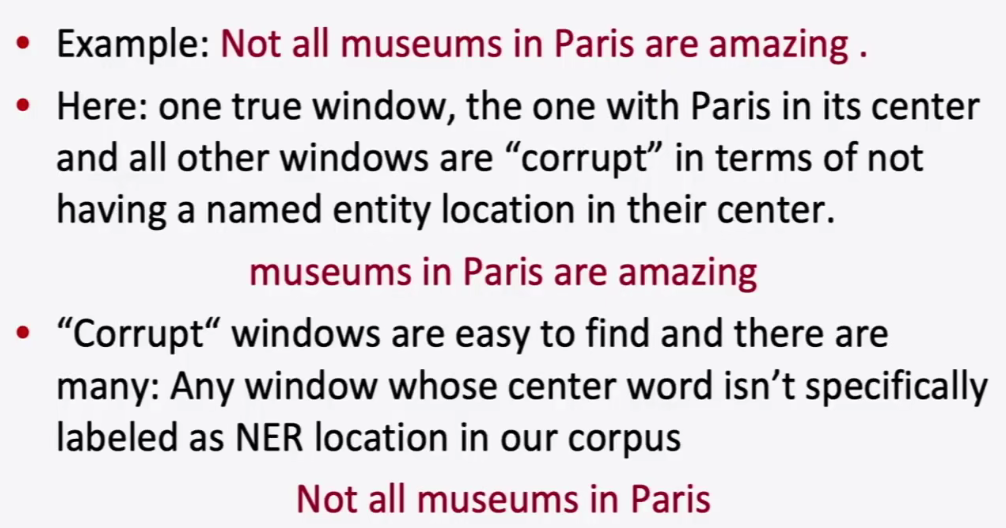 • Example: Not all museums in Paris are amazing .
• Here: one true window, the one with Paris in its center
and all other windows are “corrupt” in terms of not
having a named entity location in their center.
museums in Paris are amazing
• “Corrupt“ windows are easy to find and there are
many: Any window whose center word isn’t specifically
labeled as NER location in our corpus
Not all museums in Paris